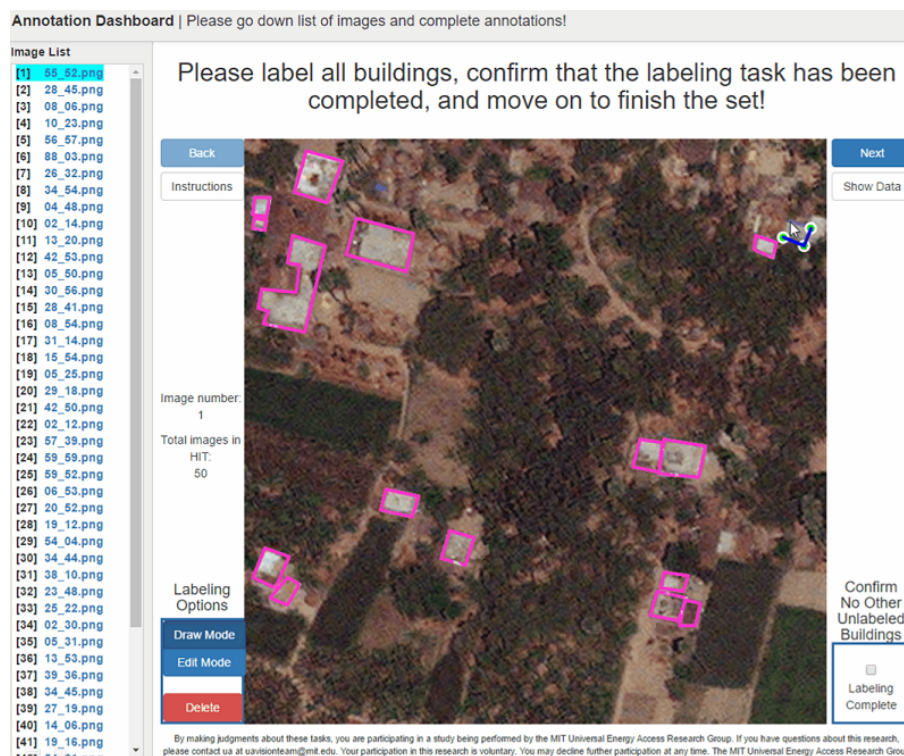 Annotation Dashboard | Please go down list of images and complete annotations!
Image List
[1] 55_52.png
[2] 28_45.png
[3] 08_06.png
[4] 10_23.png
[5] 56_57.png
[6] 88_03.png
[7] 26_32.png
[8] 34_54.png
[9] 04_48.png
[10] 02_14.png
[11] 13_20.png
[12] 42_53.png
[13] 05_50.png
[14] 30_56.png
[15] 28_41.png
[16] 08_54.png
[17] 31_14.png
[18] 15_54.png
[19] 05_25.png
[20] 29_18.png
[21] 42_50.png
[22] 02_12.png
[23] 57_39.png
[24] 59_59.png
[25] 59_52.png
[26] 06_53.png
[27] 20_52.png
[28] 19_12.png
[29] 54_04.png
[30] 34_44.png
[31] 38_10.png
[32] 23_48.png
[33] 25_22.png
[34] 02_30.png
[35] 05_31.png
[36] 13_53.png
[37] 39_36.png
[38] 34_45.png
[39] 27_19.png
[40] 14_06.png
[41] 19_16.png
Please label all buildings, confirm that the labeling task has been
completed, and move on to finish the set!
Back
Instructions
Image number:
1
Total images in
HIT:
50
Labeling
Options
Draw Mode
Edit Mode
Delete
Next
Show Data
Confirm
No Other
Unlabeled
Buildings
Labeling
Complete
By making judgments about these tasks, you are participating in a study being performed by the MIT Universal Energy Access Research Group. If you have questions about this research,
please contact us at uavisionteam@mit.edu. Your participation in this research is voluntary. You may decline further participation at any time. The MIT Universal Energy Access Research Grou